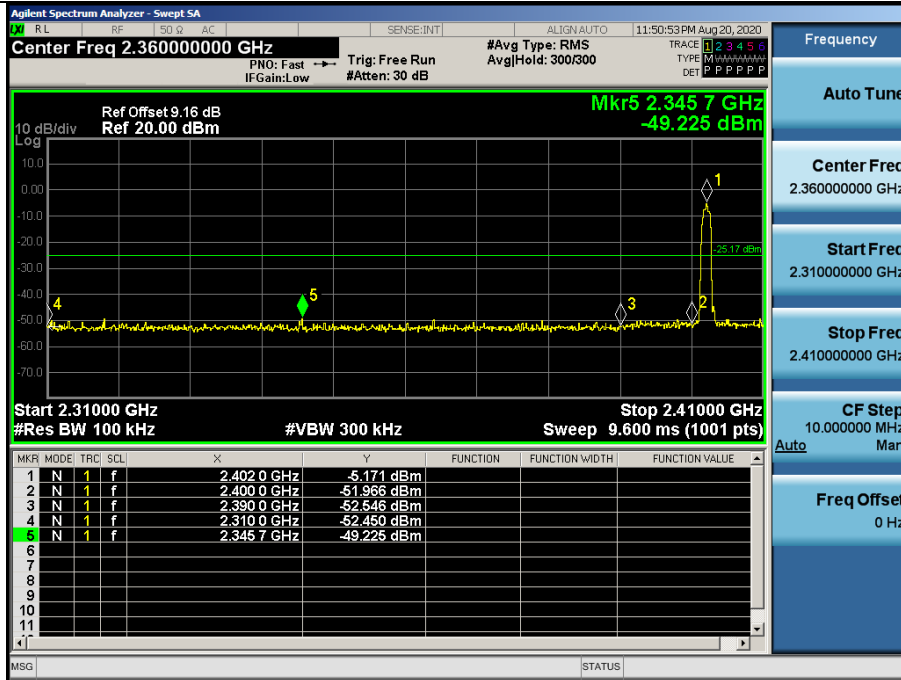 Agilent Spectrum Analyzer - Swept SA
LXI RL RF 50 Ω AC SENSE:INT ALIGN AUTO 11:50:53 PM Aug 20, 2020
Center Freq 2.360000000 GHz
PNO: Fast
IFGain:Low
Trig: Free Run
#Atten: 30 dB
#Avg Type: RMS
Avg|Hold: 300/300
TRACE 1 2 3 4 5 6
TYPE M
DET P P P P P P
Mkr5 2.345 7 GHz
-49.225 dBm
Ref Offset 9.16 dB
10 dB/div Ref 20.00 dBm
Log
10.0
0.00
-10.0
-20.0
-30.0
-40.0
-50.0
-60.0
-70.0
1
-25.17 dBm
4
5
3
2
Start 2.31000 GHz Stop 2.41000 GHz
#Res BW 100 kHz #VBW 300 kHz Sweep 9.600 ms (1001 pts)
MKR MODE TRC SCL X Y FUNCTION FUNCTION WIDTH FUNCTION VALUE
1 N 1 f 2.402 0 GHz -5.171 dBm
2 N 1 f 2.400 0 GHz -51.966 dBm
3 N 1 f 2.390 0 GHz -52.546 dBm
4 N 1 f 2.310 0 GHz -52.450 dBm
5 N 1 f 2.345 7 GHz -49.225 dBm
6
7
8
9
10
11
MSG STATUS
Frequency
Auto Tune
Center Freq
2.360000000 GHz
Start Freq
2.310000000 GHz
Stop Freq
2.410000000 GHz
CF Step
10.000000 MHz
Auto Man
Freq Offset
0 Hz